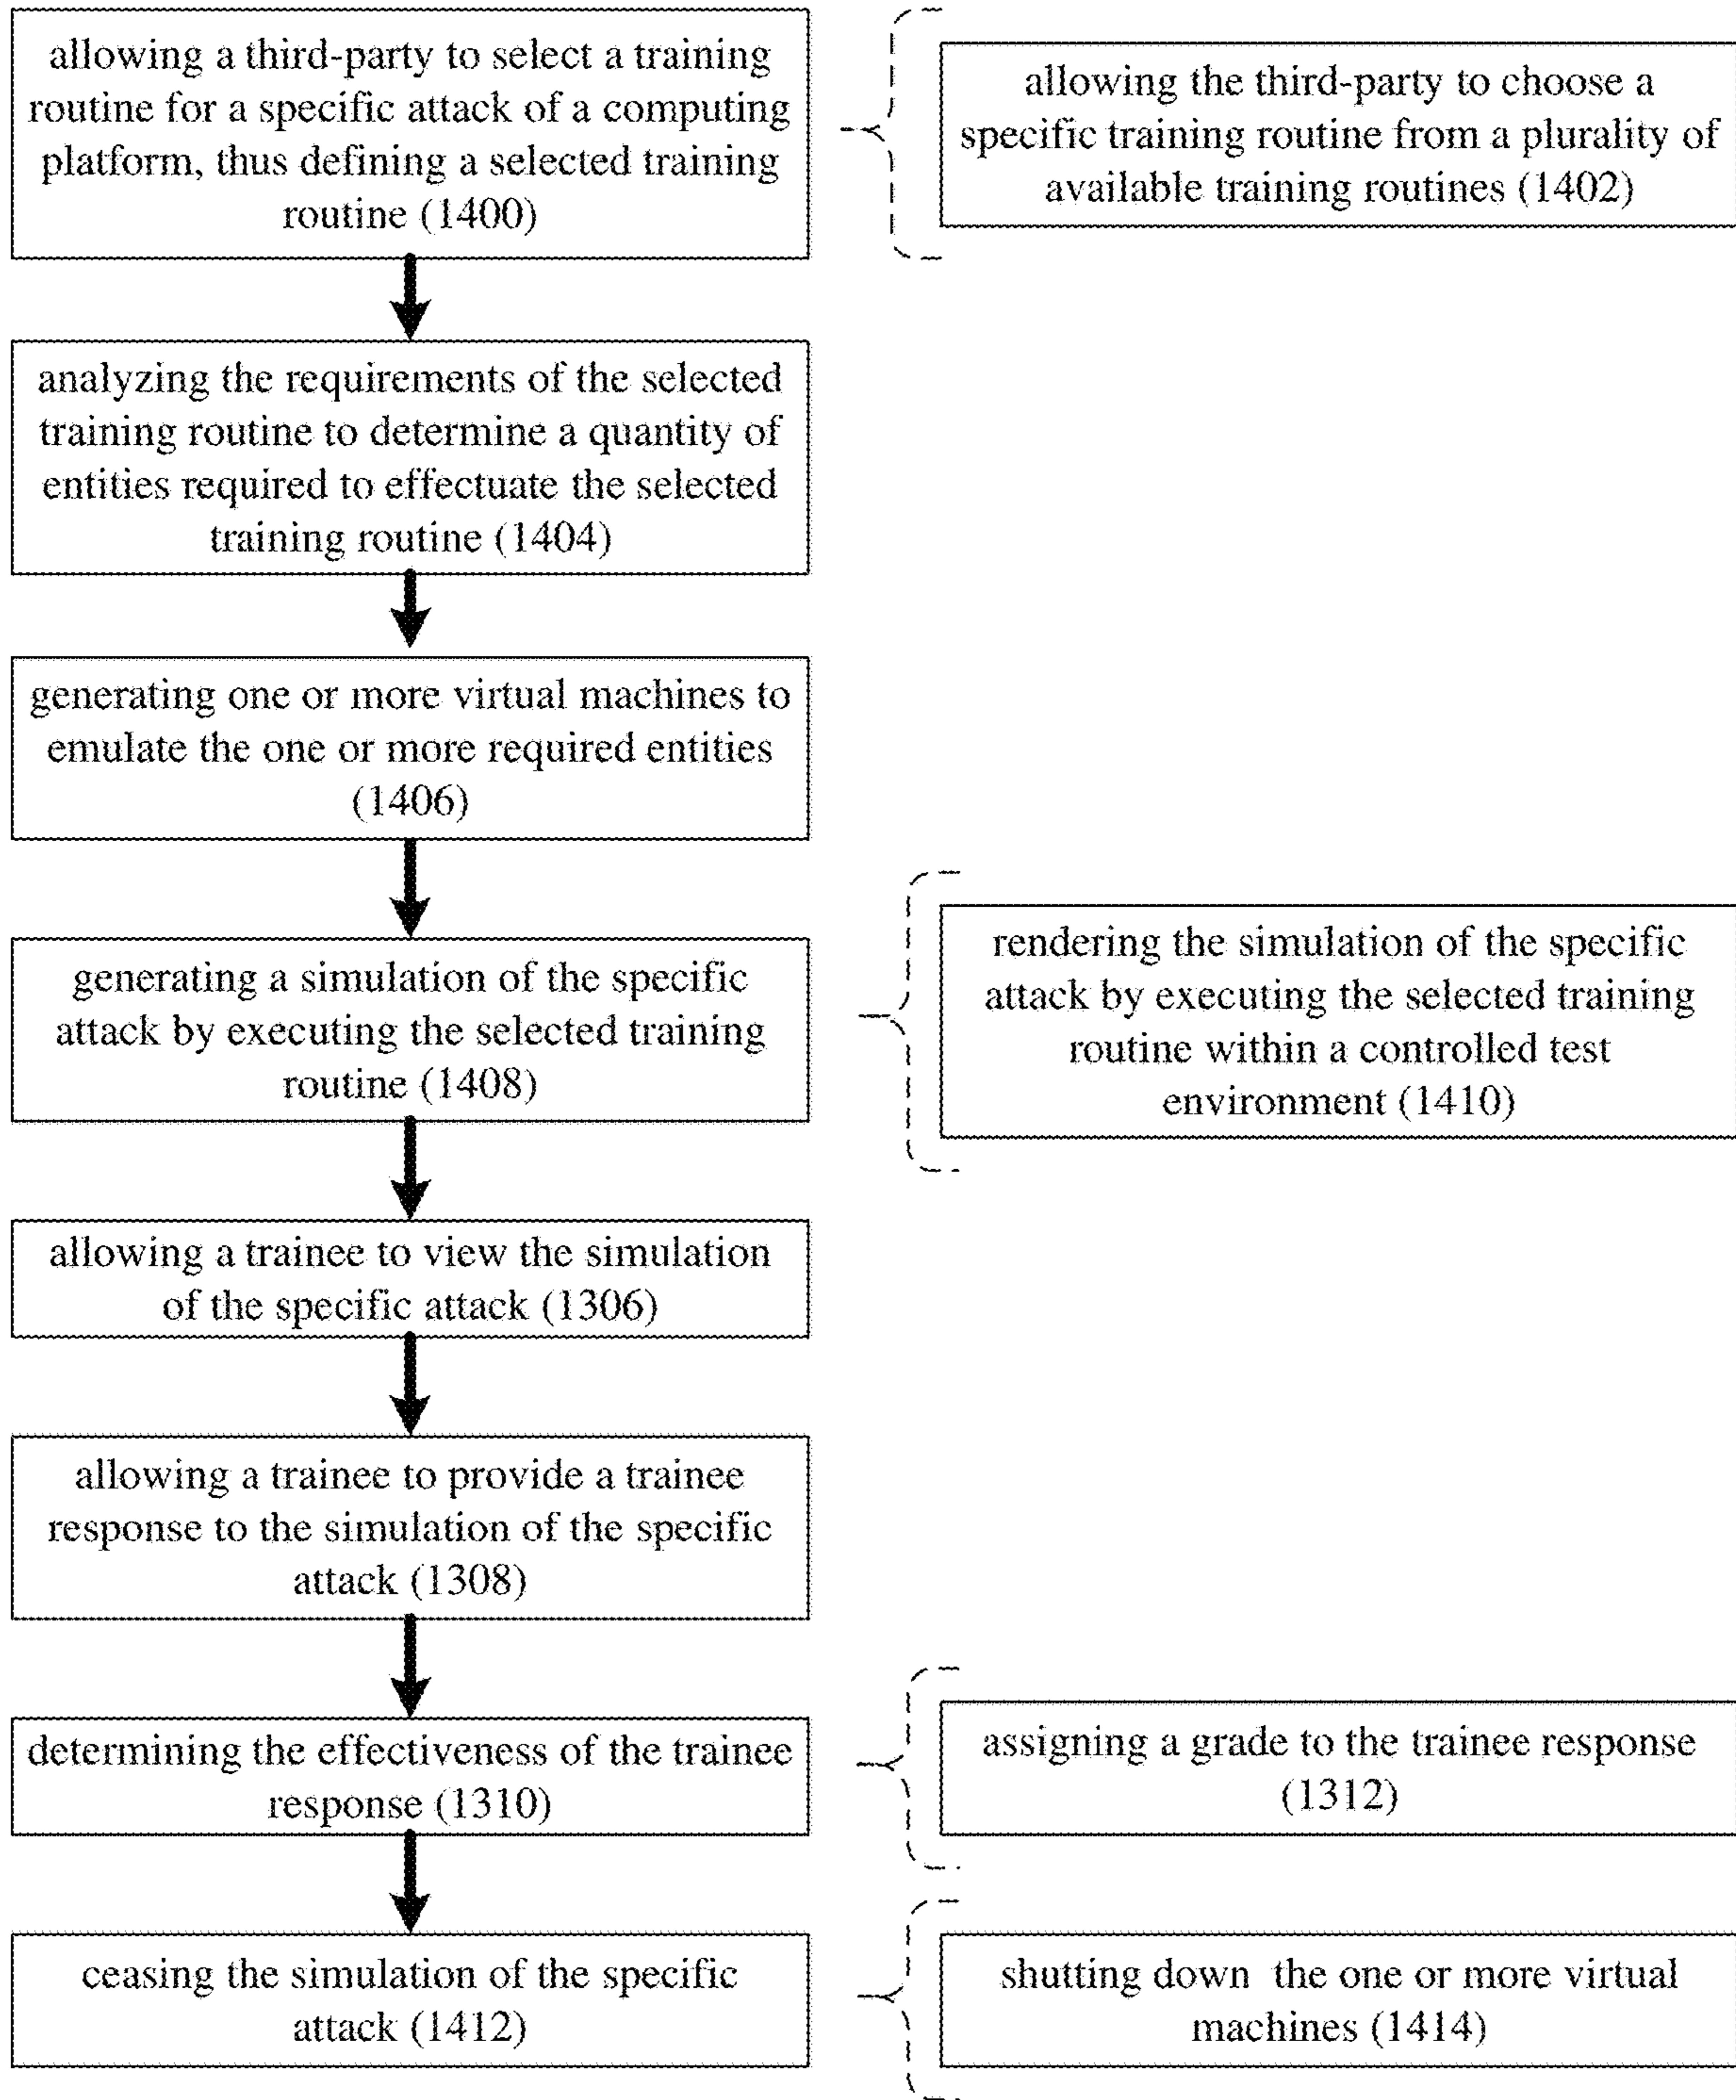 allowing a third-party to select a training
routine for a specific attack of a computing
platform, thus defining a selected training
routine (1400)
allowing the third-party to choose a
specific training routine from a plurality of
available training routines (1402)
analyzing the requirements of the selected
training routine to determine a quantity of
entities required to effectuate the selected
training routine (1404)
generating one or more virtual machines to
emulate the one or more required entities
(1406)
generating a simulation of the specific
attack by executing the selected training
routine (1408)
rendering the simulation of the specific
attack by executing the selected training
routine within a controlled test
environment (1410)
allowing a trainee to view the simulation
of the specific attack (1306)
allowing a trainee to provide a trainee
response to the simulation of the specific
attack (1308)
determining the effectiveness of the trainee
response (1310)
assigning a grade to the trainee response
(1312)
ceasing the simulation of the specific
attack (1412)
shutting down the one or more virtual
machines (1414)